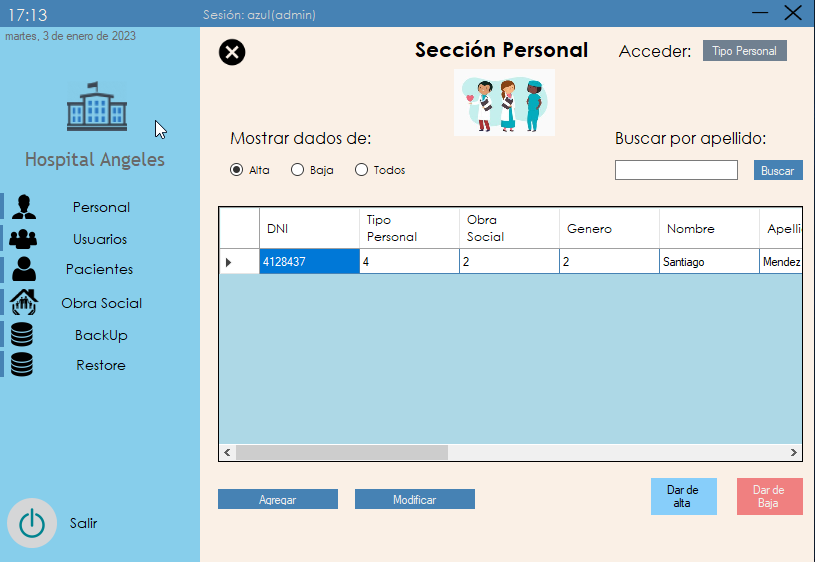 17:13
Sesión: azul(admin)
martes, 3 de enero de 2023
Hospital Angeles
Personal
Usuarios
Pacientes
Obra Social
BackUp
Restore
Salir
Sección Personal
Acceder:
Tipo Personal
Mostrar dados de:
Buscar por apellido:
Alta
Baja
Todos
Buscar
DNI
Tipo
Personal
Obra
Social
Genero
Nombre
Apelli
4128437
4
2
2
Santiago
Mendez
Agregar
Modificar
Dar de
alta
Dar de
Baja